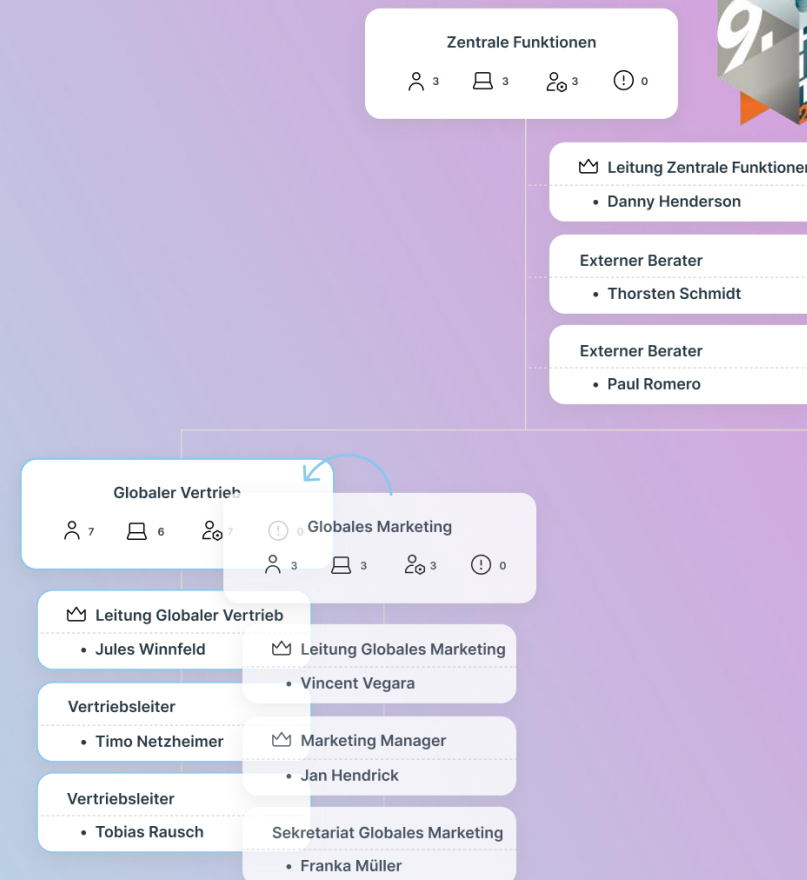 Zentrale Funktionen
3 3 3 0
9.
Leitung Zentrale Funktionen
• Danny Henderson
Externer Berater
• Thorsten Schmidt
Externer Berater
• Paul Romero
Globaler Vertrieb
7 6 7 0
Globales Marketing
3 3 3 0
Leitung Globaler Vertrieb
• Jules Winnfeld
Leitung Globales Marketing
• Vincent Vegara
Vertriebsleiter
• Timo Netzheimer
Marketing Manager
• Jan Hendrick
Vertriebsleiter
• Tobias Rausch
Sekretariat Globales Marketing
• Franka Müller